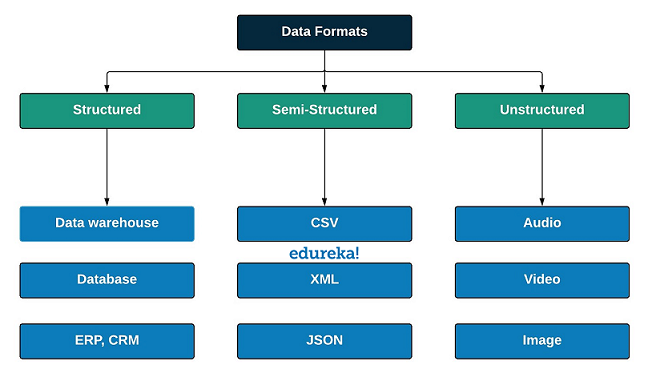 Data Formats
Structured
Semi-Structured
Unstructured
Data warehouse
CSV
Audio
edureka!
Database
XML
Video
ERP, CRM
JSON
Image